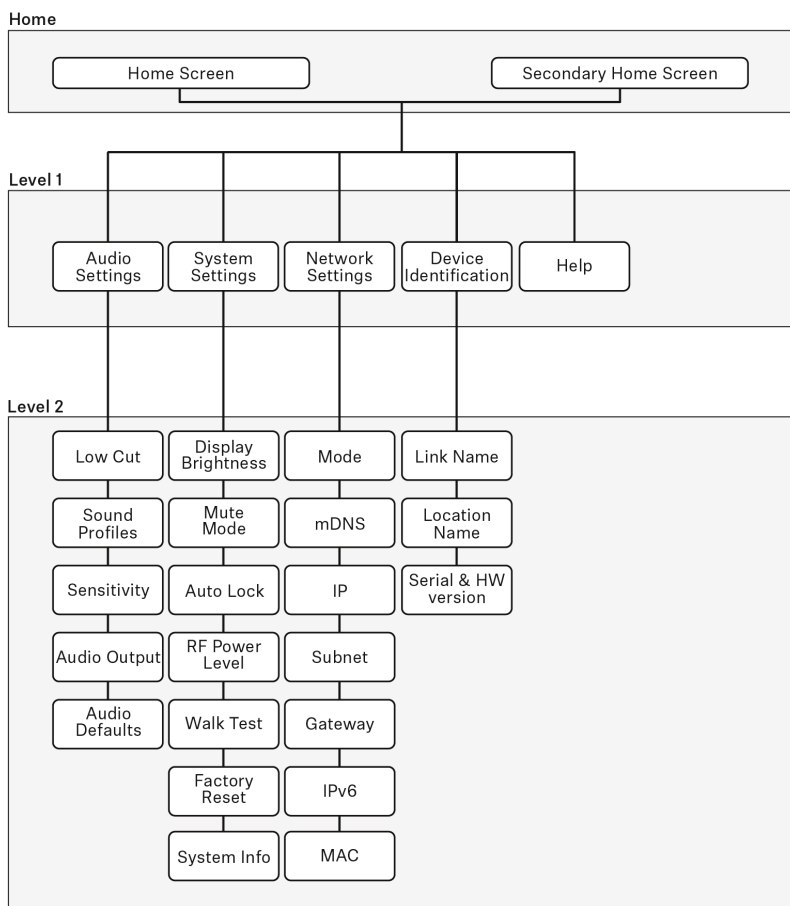 Home
Home Screen
Secondary Home Screen
Level 1
Audio
Settings
System
Settings
Network
Settings
Device
Identification
Help
Level 2
Low Cut
Sound
Profiles
Sensitivity
Audio Output
Audio
Defaults
Display
Brightness
Mute
Mode
Auto Lock
RF Power
Level
Walk Test
Factory
Reset
System Info
Mode
mDNS
IP
Subnet
Gateway
IPv6
MAC
Link Name
Location
Name
Serial & HW
version